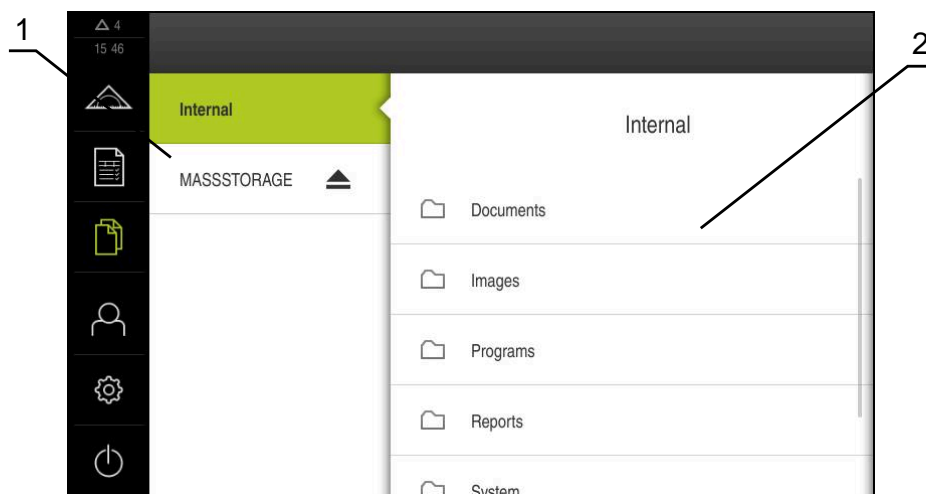 1
2
4
15 46
Internal
MASSSTORAGE
Internal
Documents
Images
Programs
Reports
System